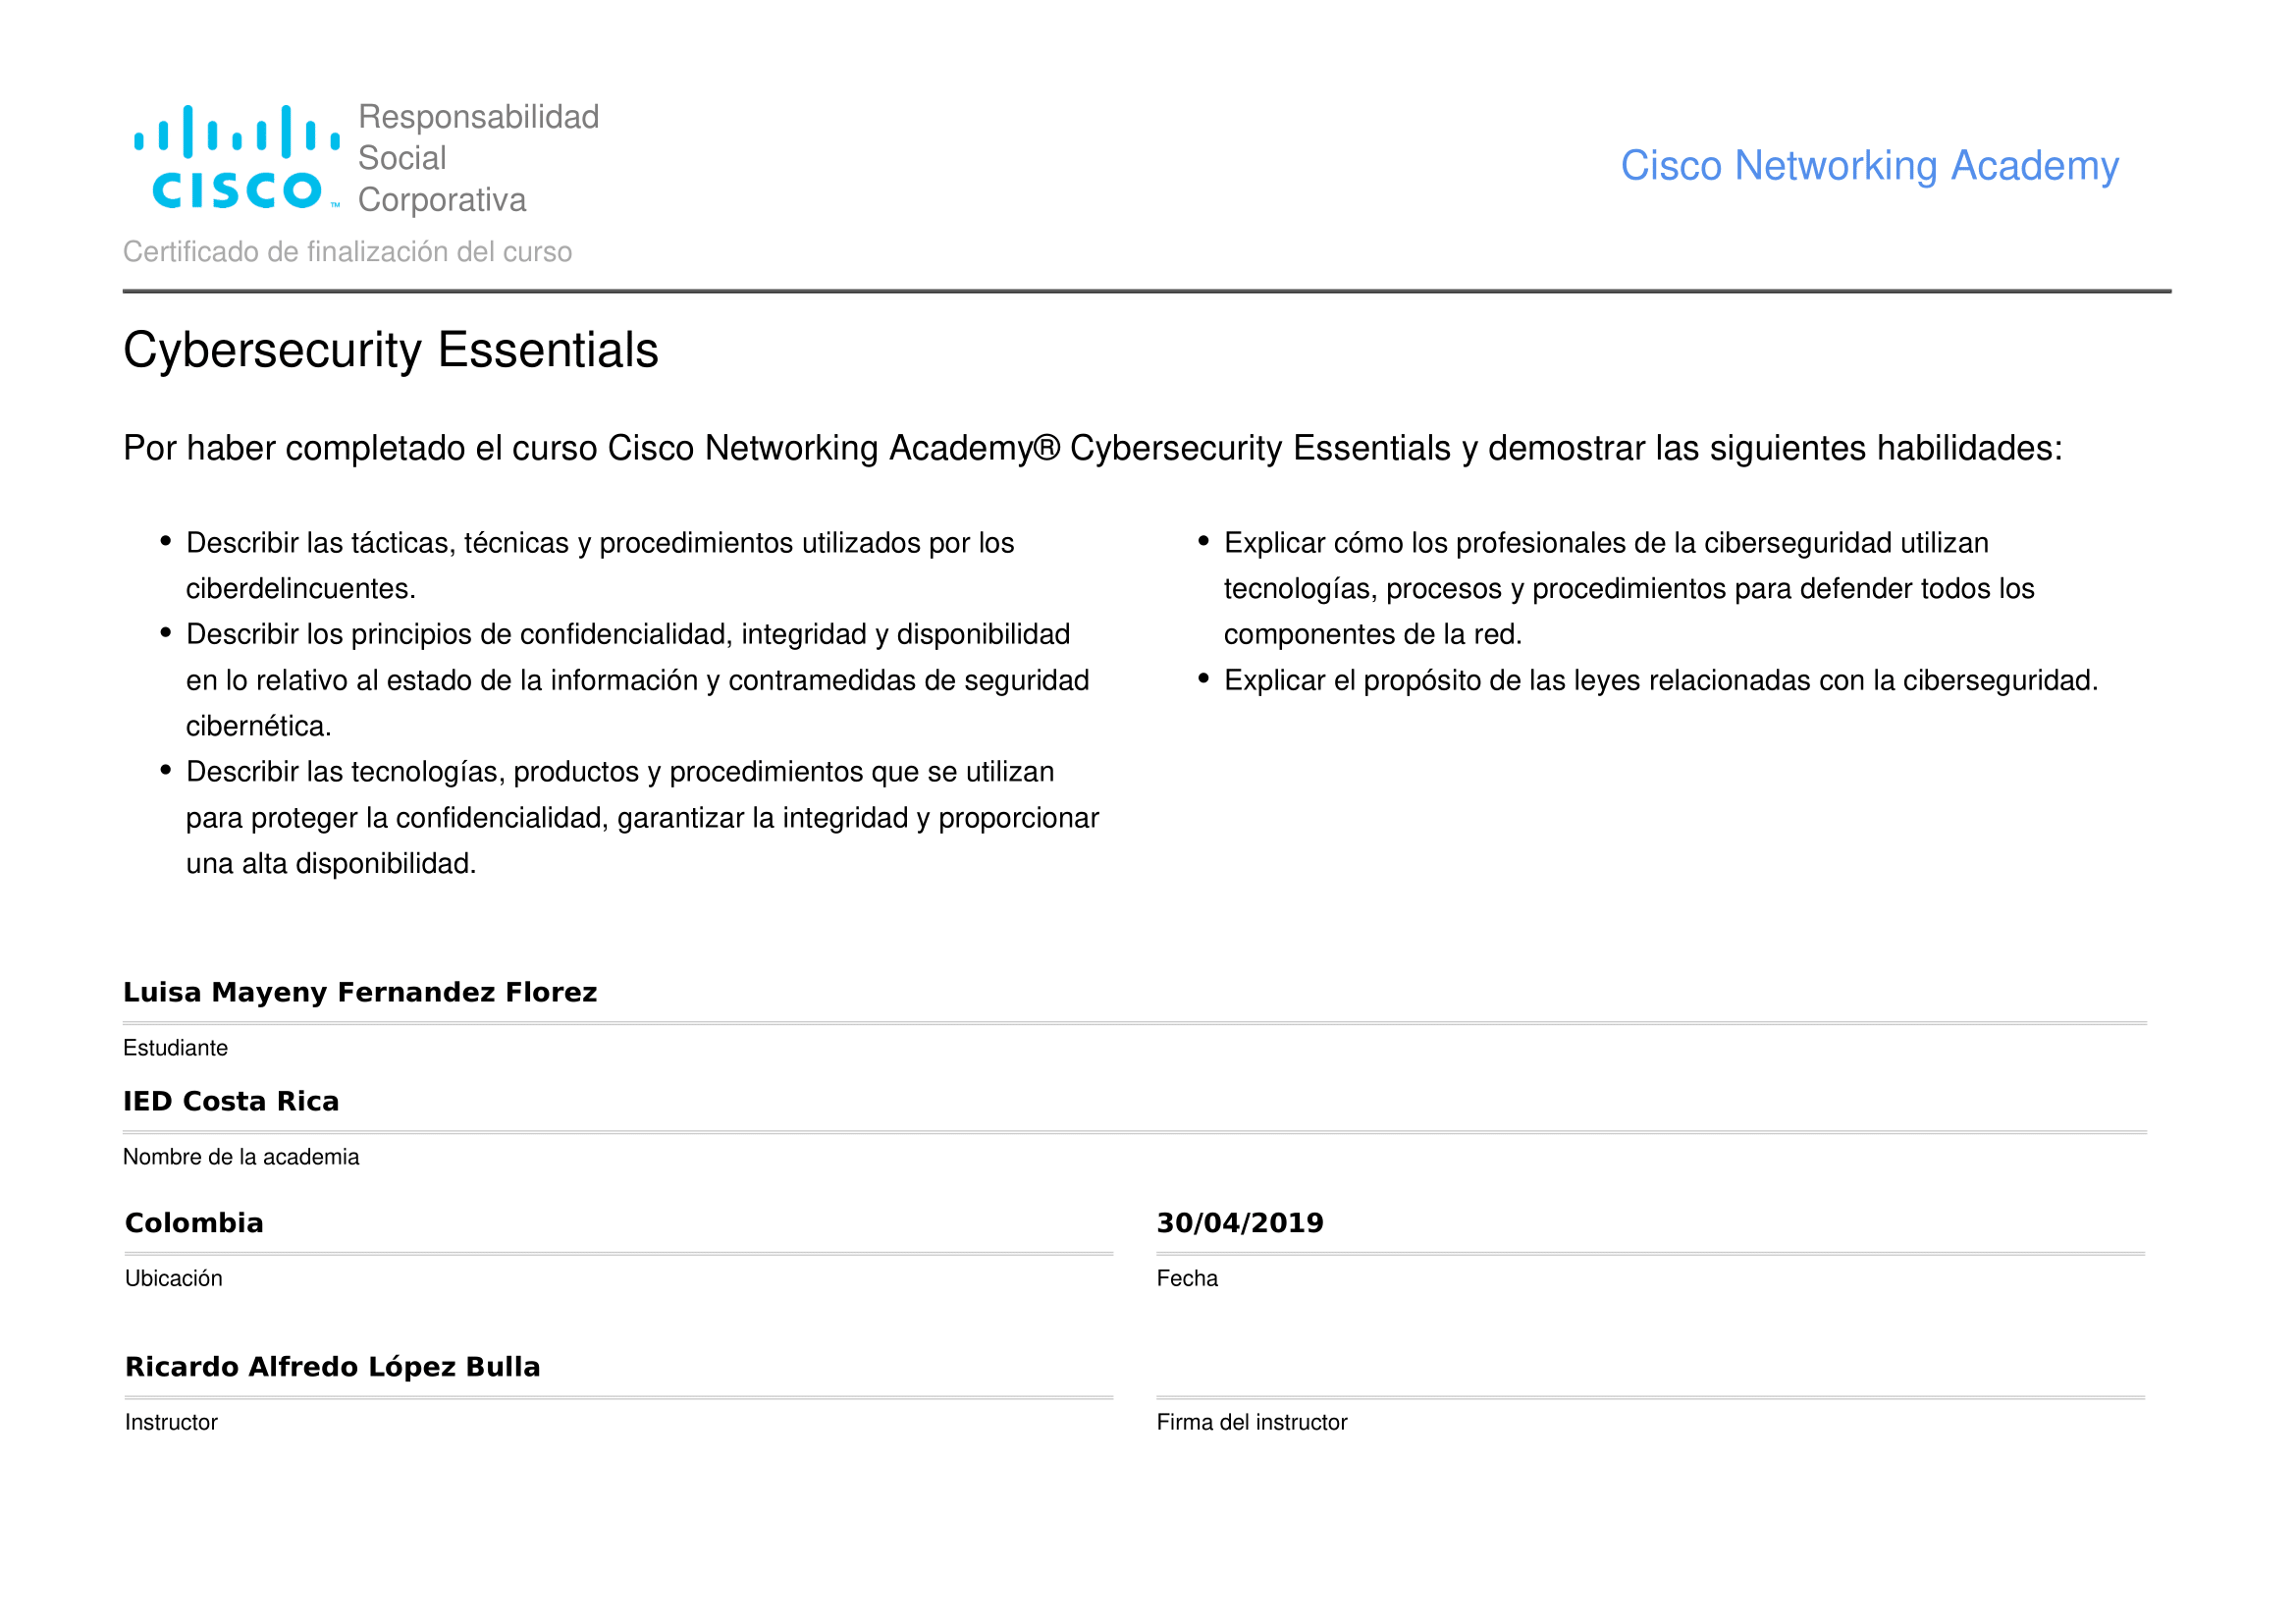 CISCO™
Responsabilidad
Social
Corporativa
Cisco Networking Academy
Certificado de finalización del curso
Cybersecurity Essentials
Por haber completado el curso Cisco Networking Academy® Cybersecurity Essentials y demostrar las siguientes habilidades:
• Describir las tácticas, técnicas y procedimientos utilizados por los
ciberdelincuentes.
• Describir los principios de confidencialidad, integridad y disponibilidad
en lo relativo al estado de la información y contramedidas de seguridad
cibernética.
• Describir las tecnologías, productos y procedimientos que se utilizan
para proteger la confidencialidad, garantizar la integridad y proporcionar
una alta disponibilidad.
• Explicar cómo los profesionales de la ciberseguridad utilizan
tecnologías, procesos y procedimientos para defender todos los
componentes de la red.
• Explicar el propósito de las leyes relacionadas con la ciberseguridad.
Luisa Mayeny Fernandez Florez
Estudiante
IED Costa Rica
Nombre de la academia
Colombia
Ubicación
30/04/2019
Fecha
Ricardo Alfredo López Bulla
Instructor
Firma del instructor